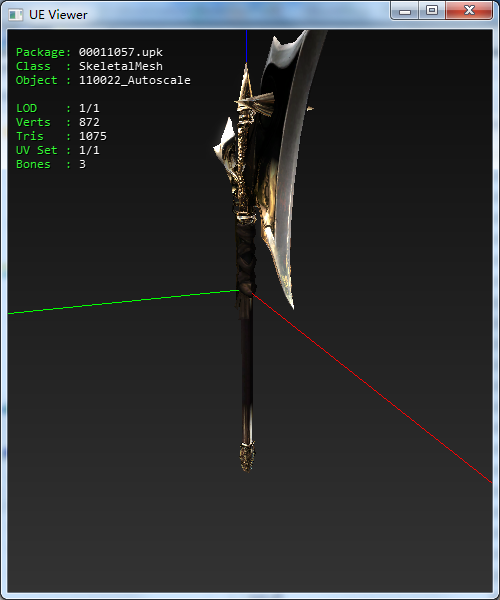 UE Viewer
Package: 00011057.upk
Class : SkeletalMesh
Object : 110022_Autoscale
LOD : 1/1
Verts : 872
Tris : 1075
UV Set : 1/1
Bones : 3